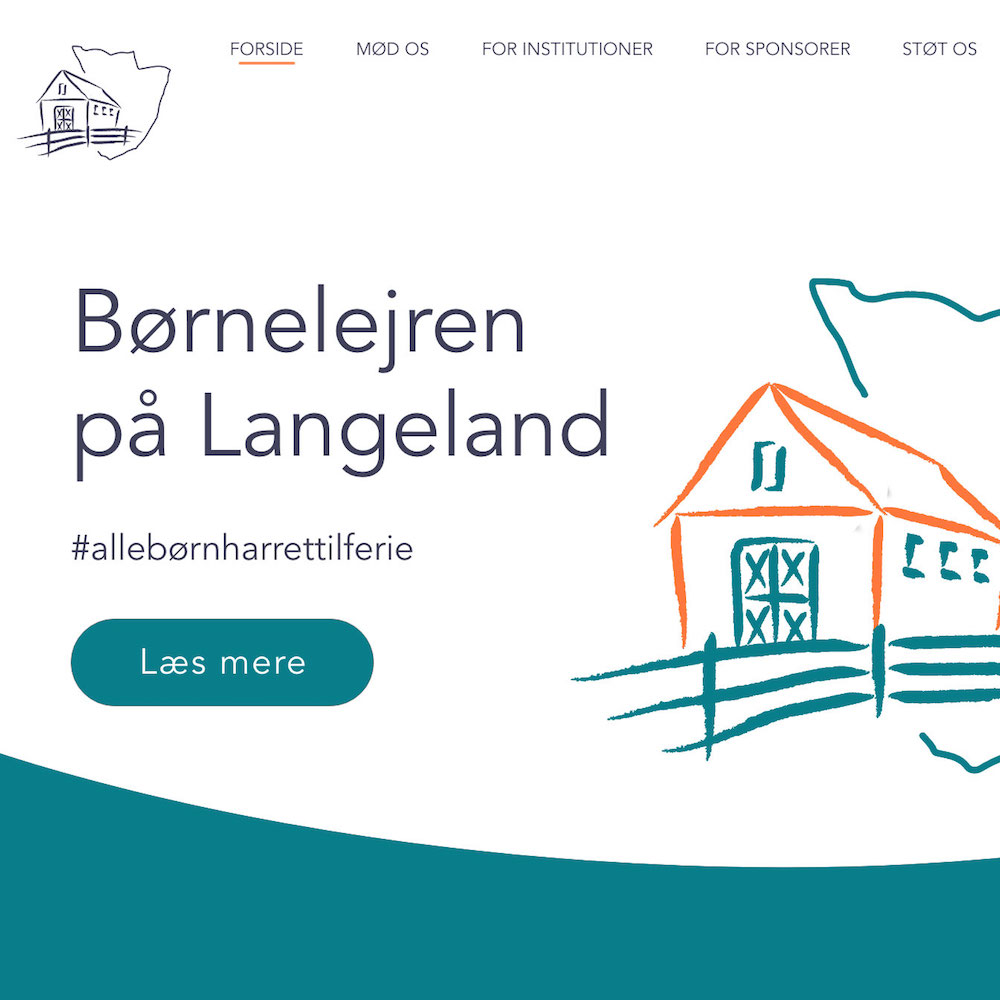 FORSIDE MØD OS FOR INSTITUTIONER FOR SPONSORER STØT OS
Børnelejren
på Langeland
#allebørnharrettilferie
Læs mere